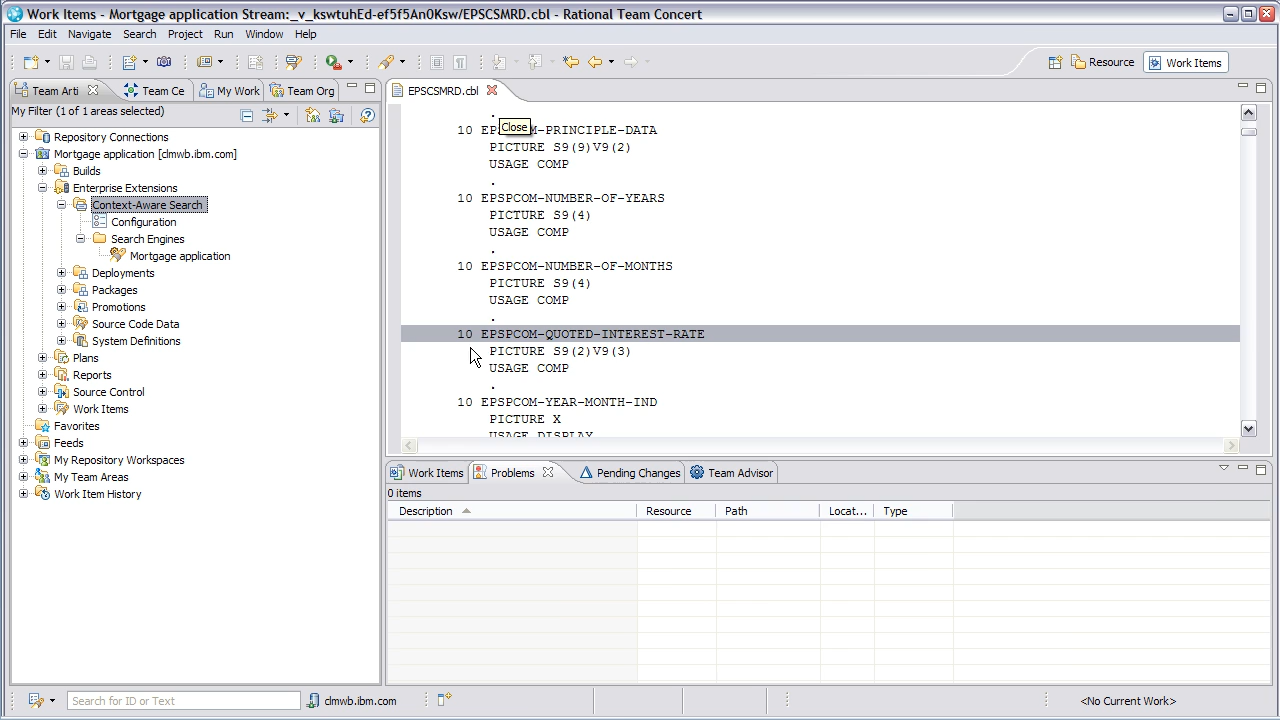 Work Items - Mortgage application Stream:_v_kswtuhEd-ef5f5An0Ksw/EPSCSMRD.cbl - Rational Team Concert
File Edit Navigate Search Project Run Window Help
Resource Work Items
Team Arti Team Ce My Work Team Org
My Filter (1 of 1 areas selected)
Repository Connections
Mortgage application [clmwb.ibm.com]
Builds
Enterprise Extensions
Context-Aware Search
Configuration
Search Engines
Mortgage application
Deployments
Packages
Promotions
Source Code Data
System Definitions
Plans
Reports
Source Control
Work Items
Favorites
Feeds
My Repository Workspaces
My Team Areas
Work Item History
EPSCSMRD.cbl
.
Close
10 EP M-PRINCIPLE-DATA
PICTURE S9(9)V9(2)
USAGE COMP
.
10 EPSPCOM-NUMBER-OF-YEARS
PICTURE S9(4)
USAGE COMP
.
10 EPSPCOM-NUMBER-OF-MONTHS
PICTURE S9(4)
USAGE COMP
.
10 EPSPCOM-QUOTED-INTEREST-RATE
PICTURE S9(2)V9(3)
USAGE COMP
.
10 EPSPCOM-YEAR-MONTH-IND
PICTURE X
USAGE DISPLAY
Work Items Problems Pending Changes Team Advisor
0 items
Description Resource Path Locat... Type
Search for ID or Text clmwb.ibm.com <No Current Work>